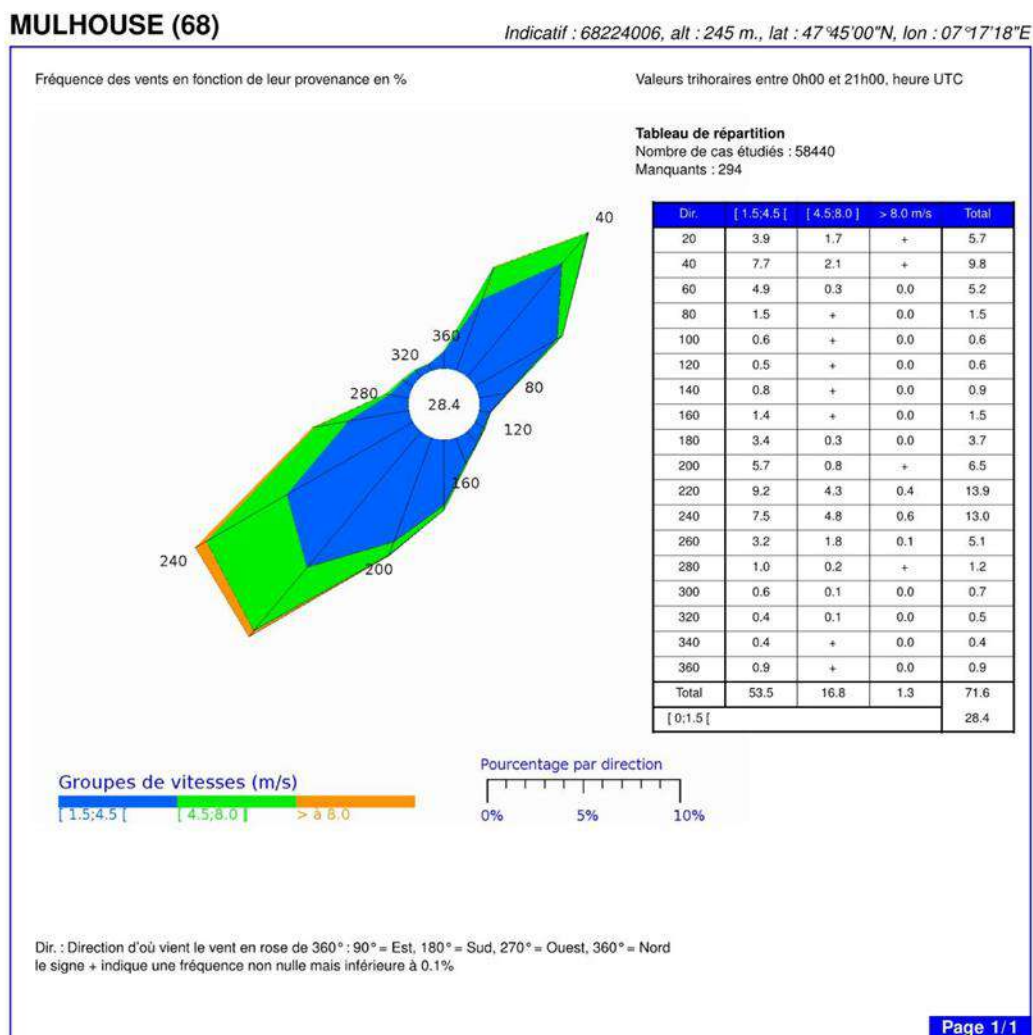 MULHOUSE (68)
Indicatif : 68224006, alt : 245 m., lat : 47°45'00"N, lon : 07°17'18"E
Fréquence des vents en fonction de leur provenance en %
Valeurs trihoraires entre 0h00 et 21h00, heure UTC
Tableau de répartition
Nombre de cas étudiés : 58440
Manquants : 294
Dir. [ 1.5;4.5 [ [ 4.5;8.0 ] > 8.0 m/s Total
20 3.9 1.7 + 5.7
40 7.7 2.1 + 9.8
60 4.9 0.3 0.0 5.2
80 1.5 + 0.0 1.5
100 0.6 + 0.0 0.6
120 0.5 + 0.0 0.6
140 0.8 + 0.0 0.9
160 1.4 + 0.0 1.5
180 3.4 0.3 0.0 3.7
200 5.7 0.8 + 6.5
220 9.2 4.3 0.4 13.9
240 7.5 4.8 0.6 13.0
260 3.2 1.8 0.1 5.1
280 1.0 0.2 + 1.2
300 0.6 0.1 0.0 0.7
320 0.4 0.1 0.0 0.5
340 0.4 + 0.0 0.4
360 0.9 + 0.0 0.9
Total 53.5 16.8 1.3 71.6
[ 0;1.5 [ 28.4
40
360
320
280
80
28.4
120
160
240
200
Groupes de vitesses (m/s)
[ 1.5;4.5 [ [ 4.5;8.0 ] > à 8.0
Pourcentage par direction
0% 5% 10%
Dir. : Direction d'où vient le vent en rose de 360° : 90° = Est, 180° = Sud, 270° = Ouest, 360° = Nord
le signe + indique une fréquence non nulle mais inférieure à 0.1%
Page 1/1